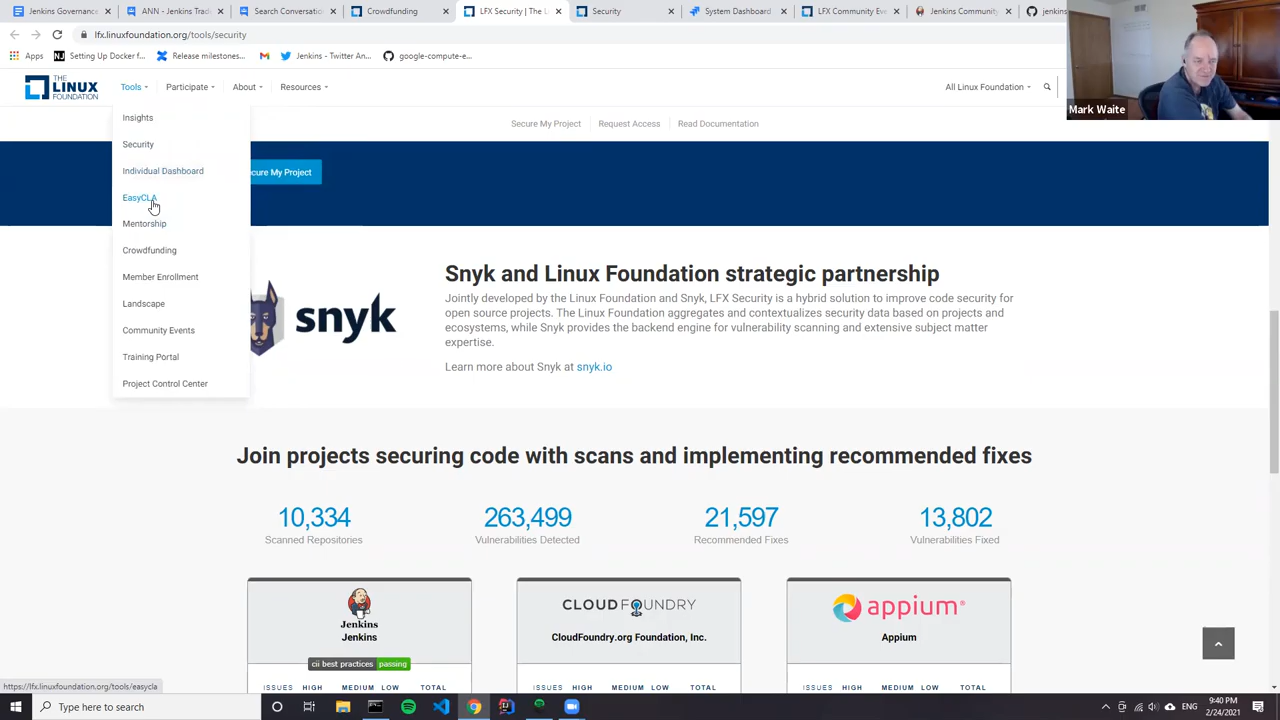 Jenkins Governance
ANN - Jenkins Tradem
Search Conversations
Crowdfunding
LFX Security | The L
Security
System Dashboard
LFX Community Eve
Jenkins Community
jenkins
lfx.linuxfoundation.org/tools/security
Apps
Setting Up Docker f...
Release milestones...
Jenkins - Twitter An...
google-compute-e...
THE LINUX FOUNDATION
Tools
Participate
About
Resources
All Linux Foundation
Mark Waite
Secure My Project
Request Access
Read Documentation
Insights
Security
Individual Dashboard
EasyCLA
Mentorship
Crowdfunding
Member Enrollment
Landscape
Community Events
Training Portal
Project Control Center
cure My Project
snyk
Snyk and Linux Foundation strategic partnership
Jointly developed by the Linux Foundation and Snyk, LFX Security is a hybrid solution to improve code security for
open source projects. The Linux Foundation aggregates and contextualizes security data based on projects and
ecosystems, while Snyk provides the backend engine for vulnerability scanning and extensive subject matter
expertise.
Learn more about Snyk at snyk.io
Join projects securing code with scans and implementing recommended fixes
10,334
263,499
21,597
13,802
Scanned Repositories
Vulnerabilities Detected
Recommended Fixes
Vulnerabilities Fixed
Jenkins
Jenkins
CLOUD FOUNDRY
CloudFoundry.org Foundation, Inc.
appium
Appium
cii best practices passing
ISSUES HIGH MEDIUM LOW TOTAL
ISSUES HIGH MEDIUM LOW TOTAL
ISSUES HIGH MEDIUM LOW TOTAL
https://lfx.linuxfoundation.org/tools/easycla
Type here to search
ENG
9:40 PM
2/24/2021